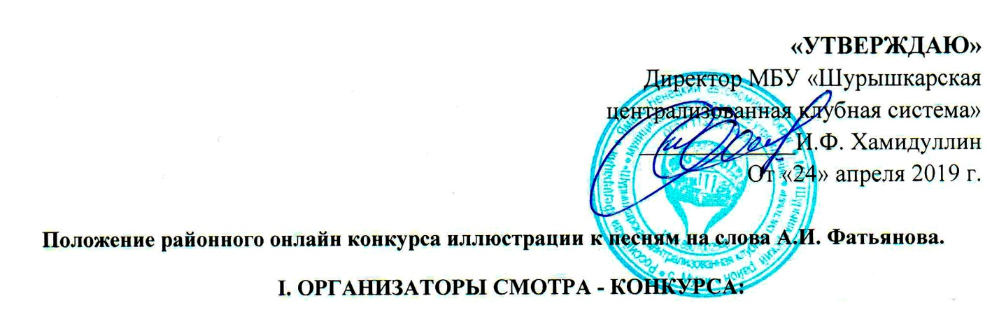 «УТВЕРЖДАЮ»
Директор МБУ «Шурышкарская
централизованная клубная система»
_______________И.Ф. Хамидуллин
От «24» апреля 2019 г.
Положение районного онлайн конкурса иллюстрации к песням на слова А.И. Фатьянова.
I. ОРГАНИЗАТОРЫ СМОТРА - КОНКУРСА: